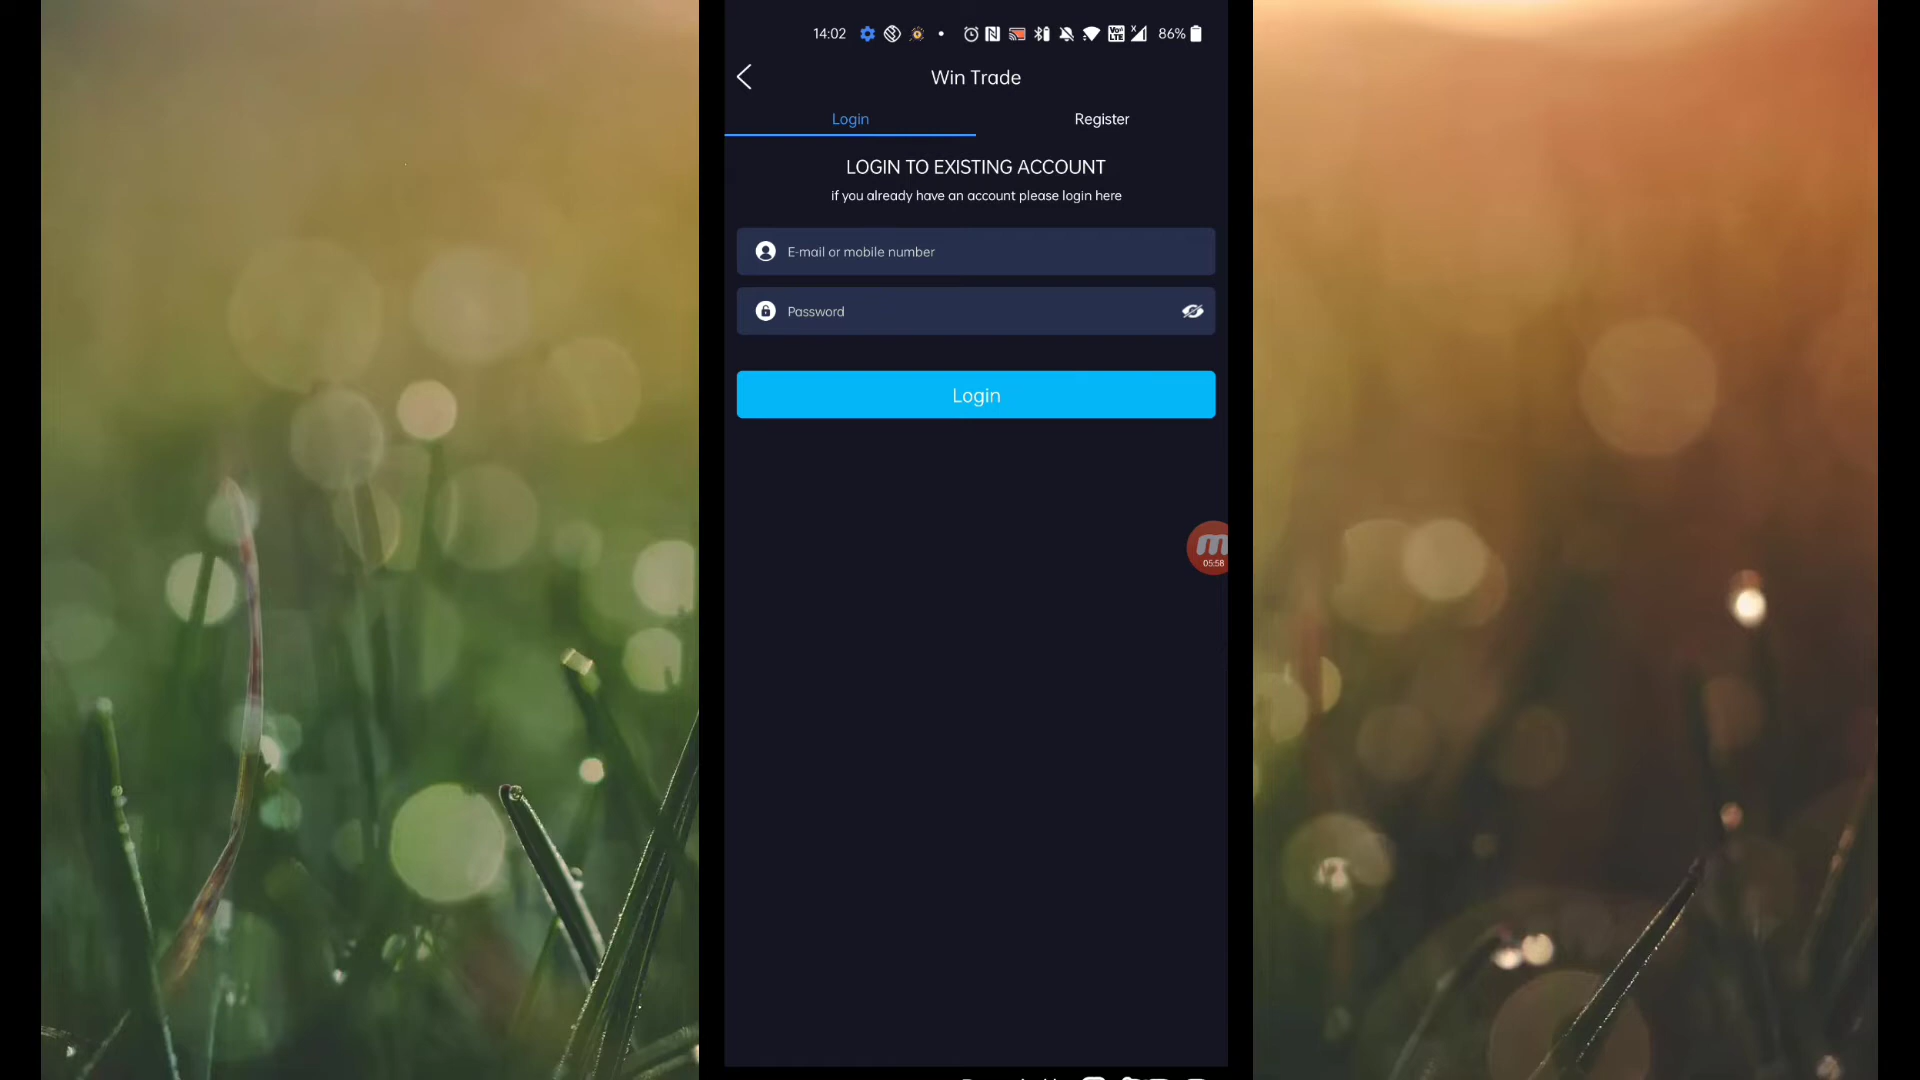 14:02 86%
Win Trade
Login Register
LOGIN TO EXISTING ACCOUNT
if you already have an account please login here
E-mail or mobile number
Password
Login
05:58